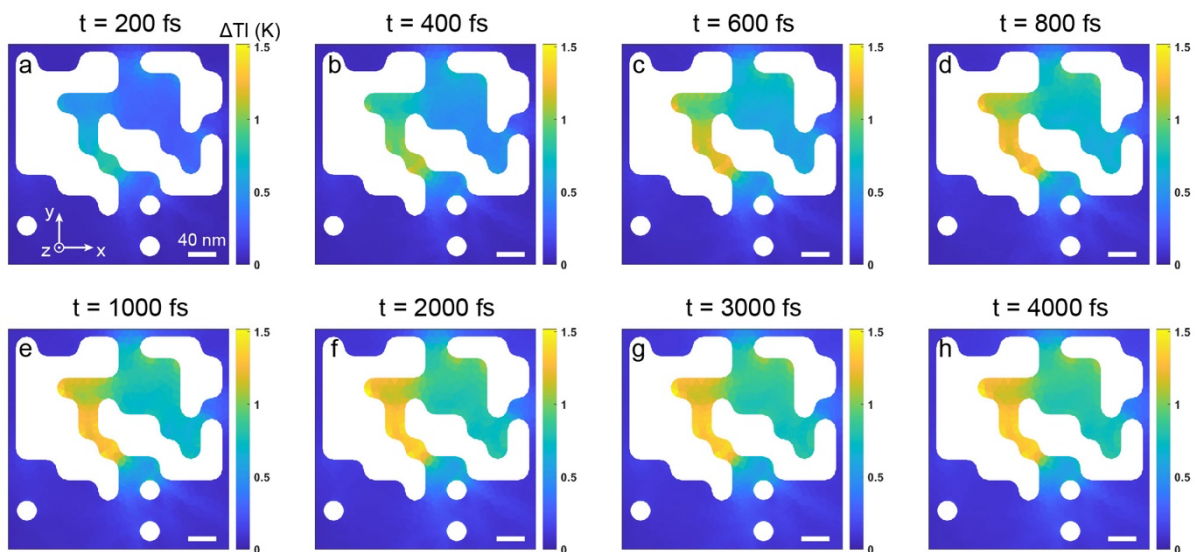 t = 200 fs
t = 400 fs
t = 600 fs
t = 800 fs
ΔTl (K)
a
1.5
1
0.5
0
y
z
x
40 nm
b
1.5
1
0.5
0
c
1.5
1
0.5
0
d
1.5
1
0.5
0
t = 1000 fs
t = 2000 fs
t = 3000 fs
t = 4000 fs
e
1.5
1
0.5
0
f
1.5
1
0.5
0
g
1.5
1
0.5
0
h
1.5
1
0.5
0